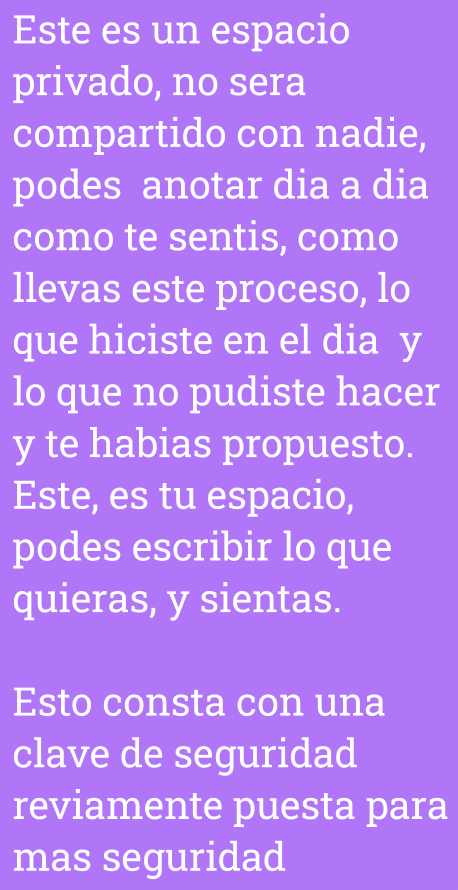 Este es un espacio
privado, no sera
compartido con nadie,
podes  anotar dia a dia
como te sentis, como
llevas este proceso, lo
que hiciste en el dia  y
lo que no pudiste hacer
y te habias propuesto.
Este, es tu espacio,
podes escribir lo que
quieras, y sientas.

Esto consta con una
clave de seguridad
reviamente puesta para
mas seguridad